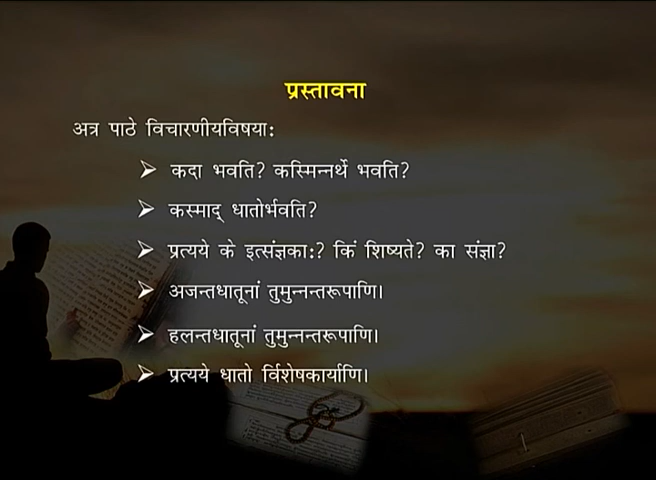 प्रस्तावना
अत्र पाठे विचारणीयविषया:
➢ कदा भवति? कस्मिन्नर्थे भवति?
➢ कस्माद् धातोर्भवति?
➢ प्रत्यये के इत्संज्ञका:? किं शिष्यते? का संज्ञा?
➢ अजन्तधातूनां तुमुन्नन्तरूपाणि।
➢ हलन्तधातूनां तुमुन्नन्तरूपाणि।
➢ प्रत्यये धातो र्विशेषकार्याणि।